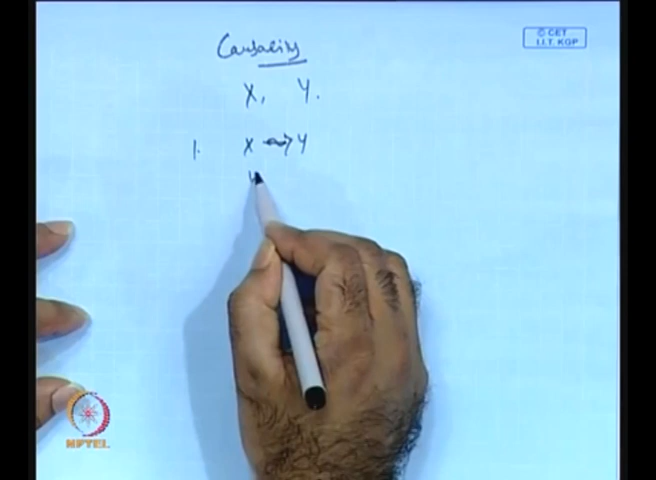 Causality
© CET
I.I.T. KGP
X, Y.
1. X → Y
NPTEL